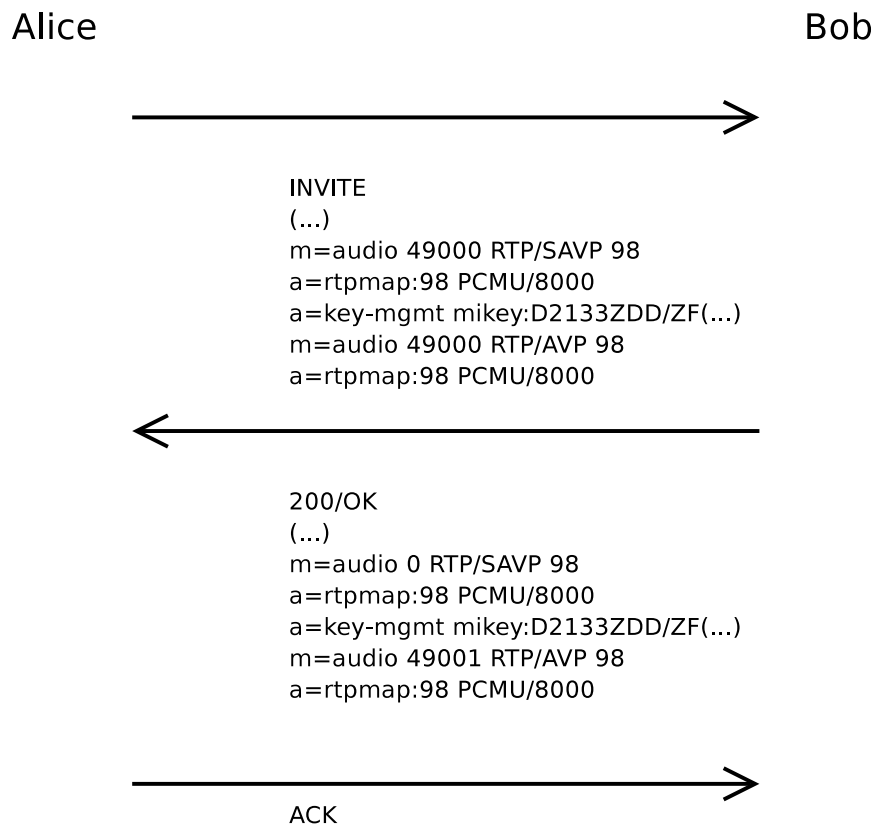 Alice
Bob
INVITE
(...)
m=audio 49000 RTP/SAVP 98
a=rtpmap:98 PCMU/8000
a=key-mgmt mikey:D2133ZDD/ZF(...)
m=audio 49000 RTP/AVP 98
a=rtpmap:98 PCMU/8000
200/OK
(...)
m=audio 0 RTP/SAVP 98
a=rtpmap:98 PCMU/8000
a=key-mgmt mikey:D2133ZDD/ZF(...)
m=audio 49001 RTP/AVP 98
a=rtpmap:98 PCMU/8000
ACK